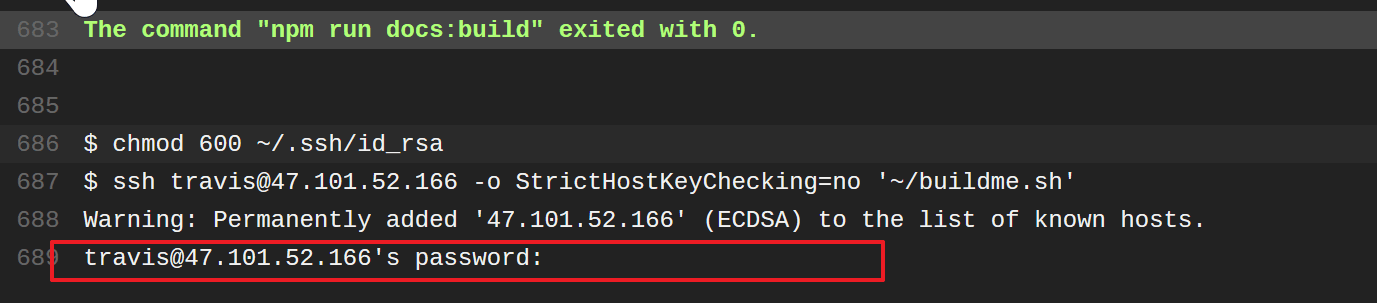 683 The command "npm run docs:build" exited with 0.
684
685
686 $ chmod 600 ~/.ssh/id_rsa
687 $ ssh travis@47.101.52.166 -o StrictHostKeyChecking=no '~/buildme.sh'
688 Warning: Permanently added '47.101.52.166' (ECDSA) to the list of known hosts.
689 travis@47.101.52.166's password: